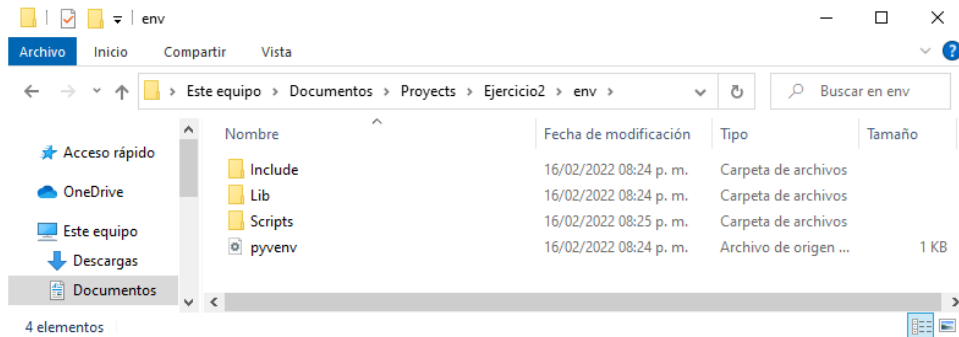 env
Archivo Inicio Compartir Vista
Este equipo > Documentos > Proyects > Ejercicio2 > env > Buscar en env
Nombre Fecha de modificación Tipo Tamaño
Acceso rápido
OneDrive
Este equipo
Descargas
Documentos
Include 16/02/2022 08:24 p. m. Carpeta de archivos
Lib 16/02/2022 08:24 p. m. Carpeta de archivos
Scripts 16/02/2022 08:25 p. m. Carpeta de archivos
pyvenv 16/02/2022 08:24 p. m. Archivo de origen ... 1 KB
4 elementos